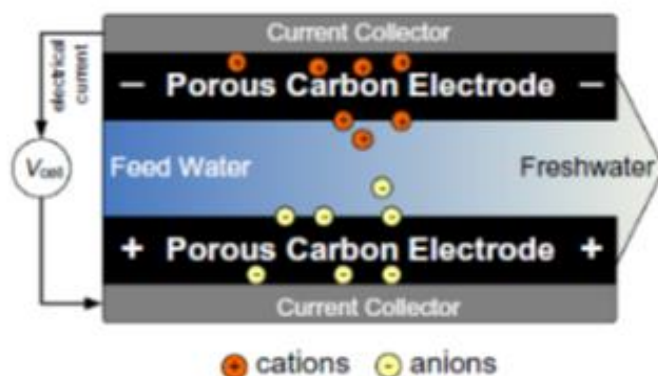 Current Collector
electrical
current
− Porous Carbon Electrode −
Vcell
Feed Water
Freshwater
+ Porous Carbon Electrode +
Current Collector
+ cations - anions